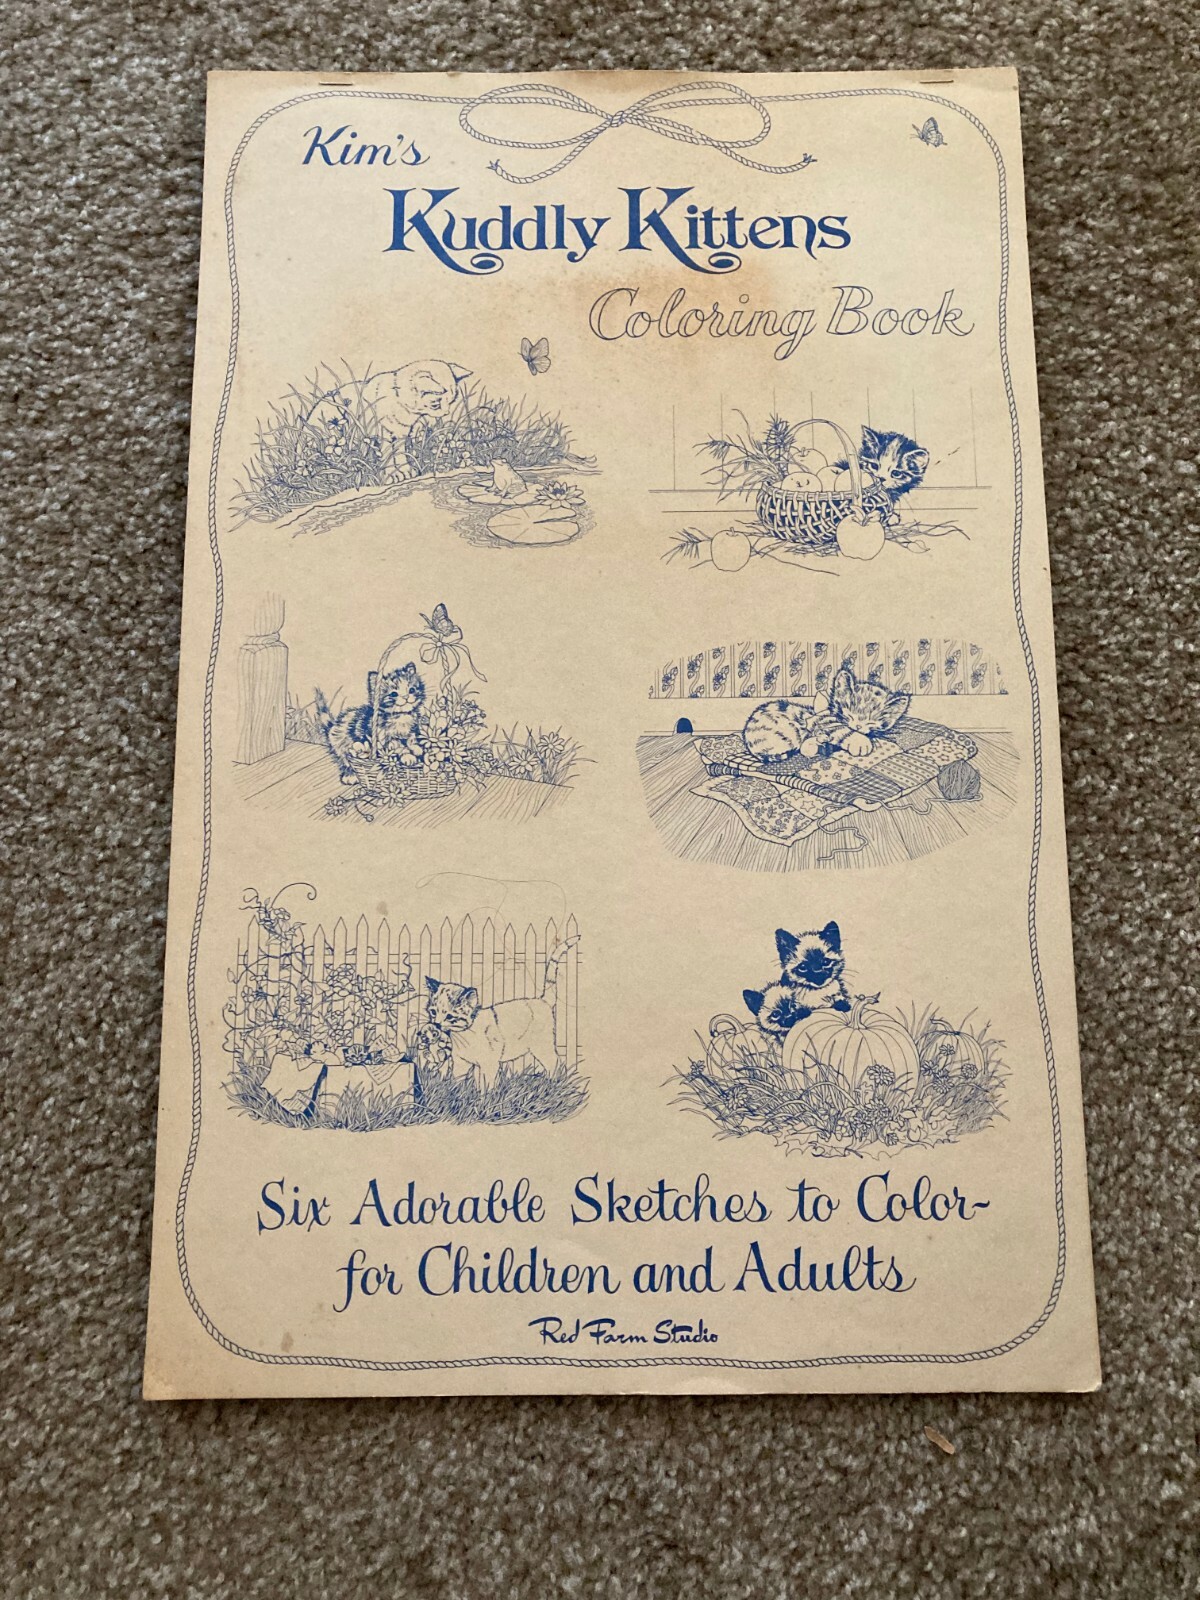 Kim's
Kuddly Kittens
Coloring Book
Six Adorable Sketches to Color-
for Children and Adults
Red Farm Studio